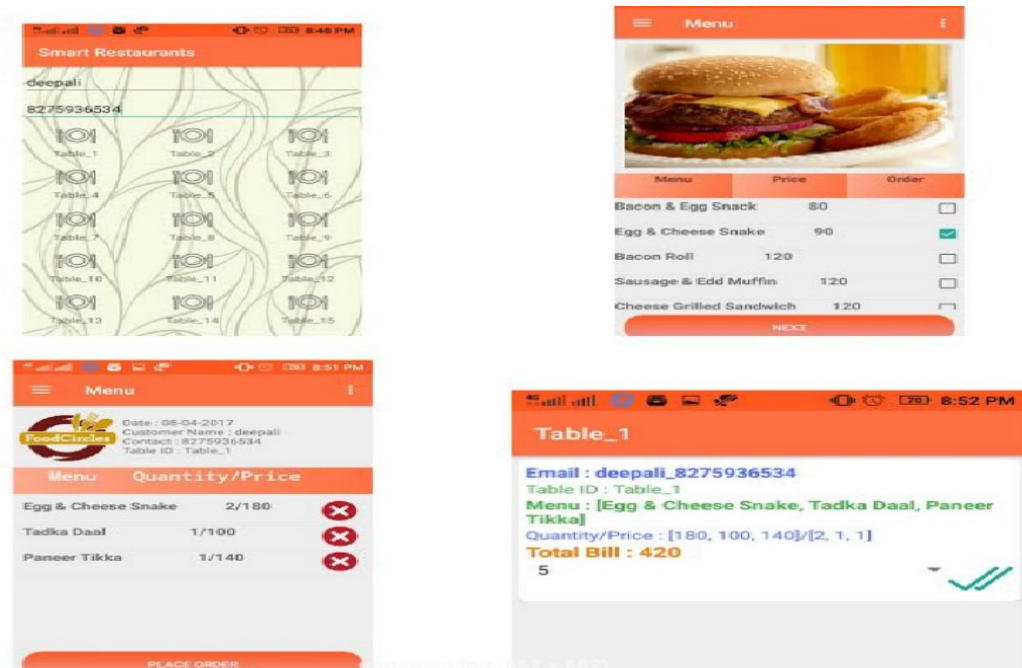 8:48 PM
Smart Restaurants
deepali
8275936534
Table_1 Table_2 Table_3
Table_4 Table_5 Table_6
Table_7 Table_8 Table_9
Table_10 Table_11 Table_12
Table_13 Table_14 Table_15
Menu
Menu Price Order
Bacon & Egg Snack 80
Egg & Cheese Snake 90
Bacon Roll 120
Sausage & Edd Muffin 120
Cheese Grilled Sandwich 120
NEXT
8:51 PM
Menu
FoodCircles
Date : 08-04-2017
Customer Name : deepali
Contact : 8275936534
Table ID : Table_1
Menu Quantity/Price
Egg & Cheese Snake 2/180
Tadka Daal 1/100
Paneer Tikka 1/140
PLACE ORDER
4G 20 8:52 PM
Table_1
Email : deepali_8275936534
Table ID : Table_1
Menu : [Egg & Cheese Snake, Tadka Daal, Paneer
Tikka]
Quantity/Price : [180, 100, 140]/[2, 1, 1]
Total Bill : 420
5